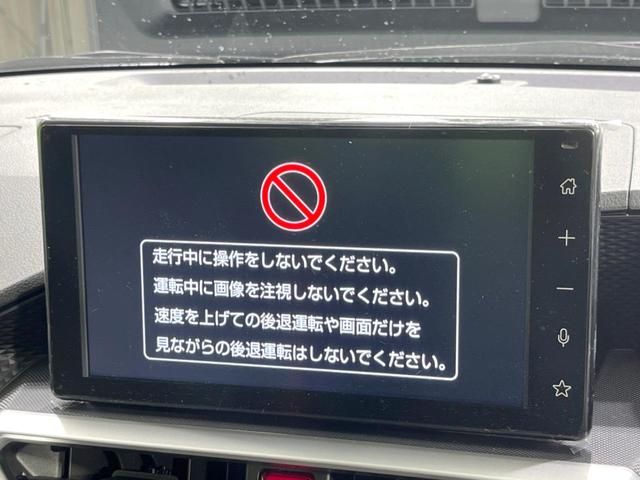 走行中に操作をしないでください。
運転中に画像を注視しないでください。
速度を上げての後退運転や画面だけを
見ながらの後退運転はしないでください。